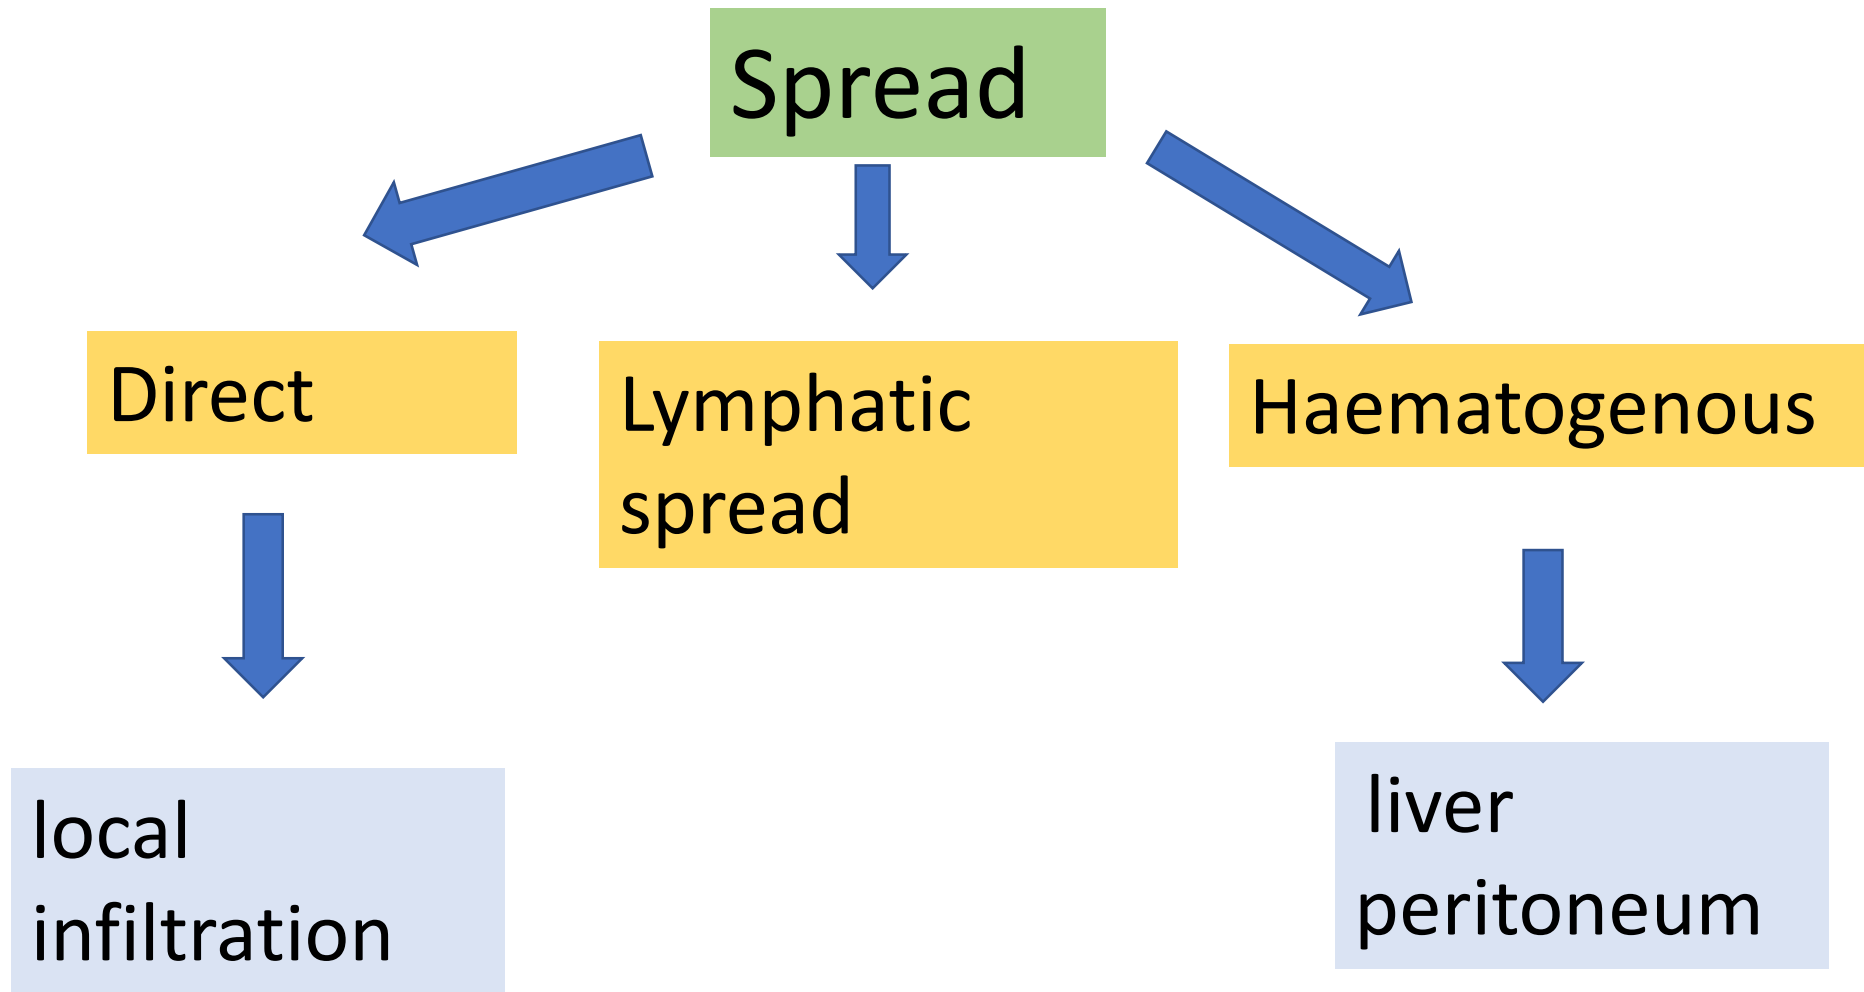 Spread
Direct
Lymphatic
spread
Haematogenous
local
infiltration
liver
peritoneum